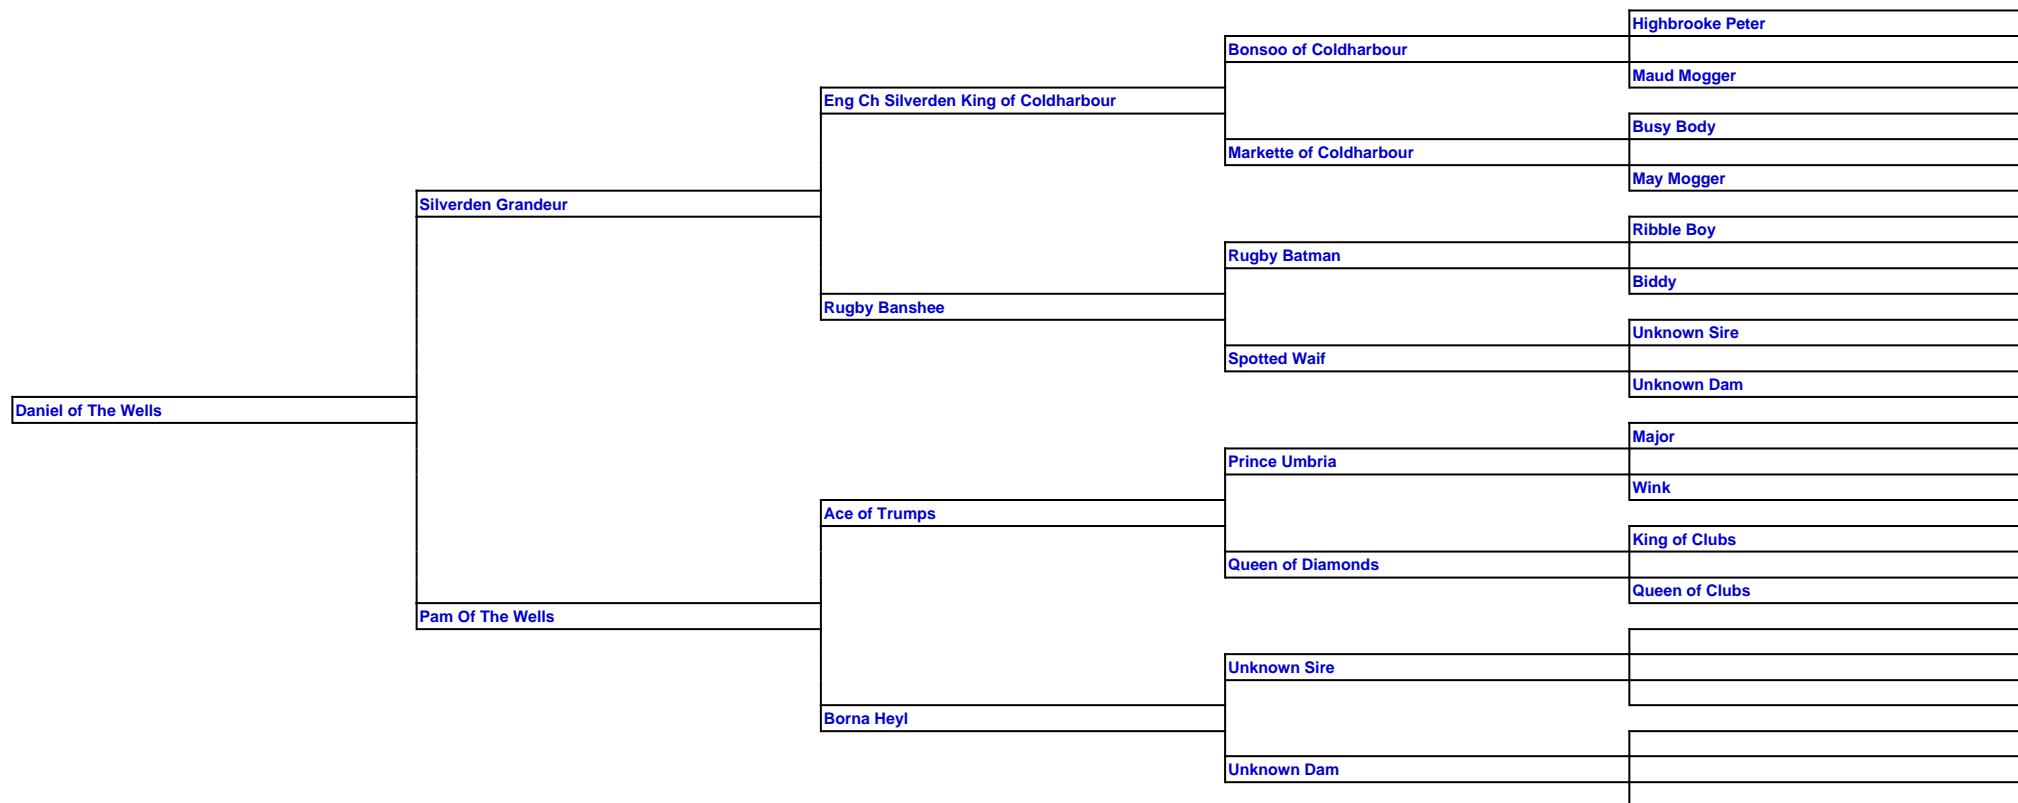 Highbrooke Peter
Bonsoo of Coldharbour
Maud Mogger
Eng Ch Silverden King of Coldharbour
Busy Body
Markette of Coldharbour
May Mogger
Silverden Grandeur
Ribble Boy
Rugby Batman
Biddy
Rugby Banshee
Unknown Sire
Spotted Waif
Unknown Dam
Daniel of The Wells
Major
Prince Umbria
Wink
Ace of Trumps
King of Clubs
Queen of Diamonds
Queen of Clubs
Pam Of The Wells
Unknown Sire
Borna Heyl
Unknown Dam